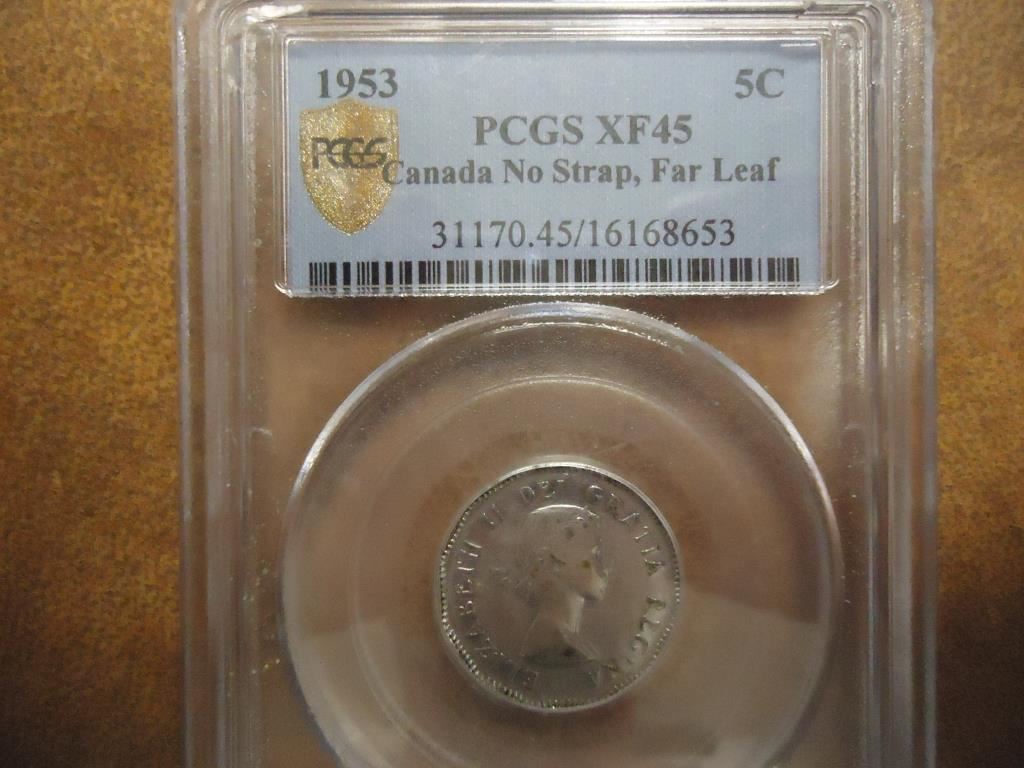 1953 5C
PCGS XF45
PCGS
Canada No Strap, Far Leaf
31170.45/16168653
ELIZABETH II DEI GRATIA REGINA